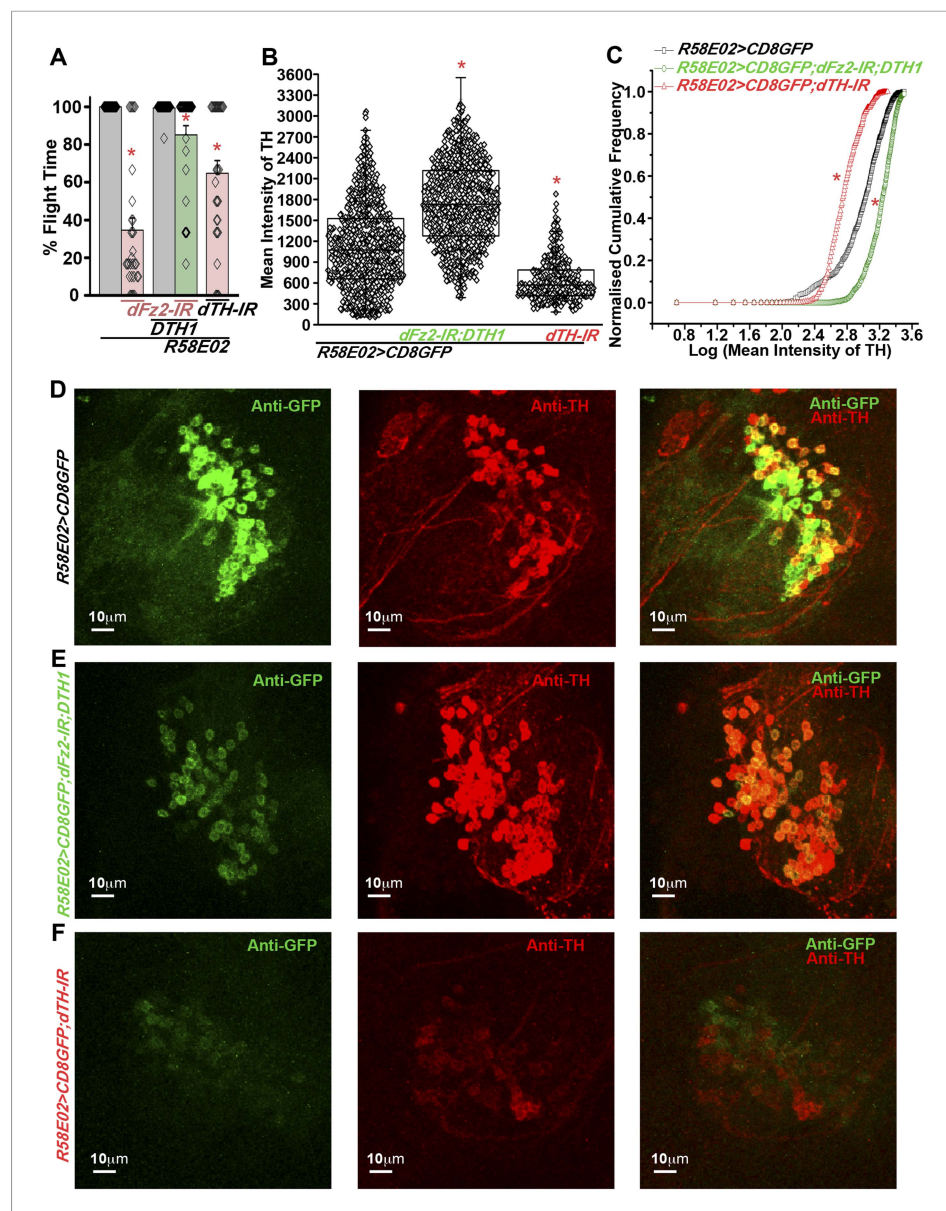 A
% Flight Time
100
80
60
40
20
0
*
*
*
dFz2-IR dTH-IR
DTH1
R58E02
B
Mean Intensity of TH
3600
3300
3000
2700
2400
2100
1800
1500
1200
900
600
300
0
*
*
dFz2-IR;DTH1 dTH-IR
R58E02>CD8GFP
C
R58E02>CD8GFP
R58E02>CD8GFP;dFz2-IR;DTH1
R58E02>CD8GFP;dTH-IR
Normalised Cumulative Frequency
1.0
0.8
0.6
0.4
0.2
0.0
*
*
0.6 1.2 1.8 2.4 3.0 3.6
Log (Mean Intensity of TH)
D
R58E02>CD8GFP
Anti-GFP
10μm
Anti-TH
10μm
Anti-GFP
Anti-TH
10μm
E
R58E02>CD8GFP;dFz2-IR;DTH1
Anti-GFP
10μm
Anti-TH
10μm
Anti-GFP
Anti-TH
10μm
F
R58E02>CD8GFP;dTH-IR
Anti-GFP
10μm
Anti-TH
10μm
Anti-GFP
Anti-TH
10μm